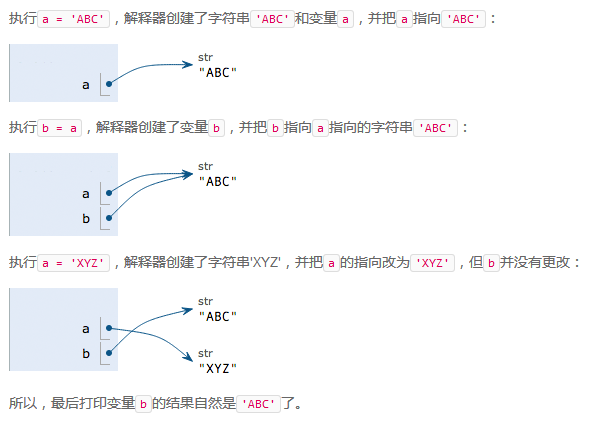 执行a = 'ABC'，解释器创建了字符串'ABC'和变量a，并把a指向'ABC'：
str
a "ABC"
执行b = a，解释器创建了变量b，并把b指向a指向的字符串'ABC'：
str
"ABC"
a
b
执行a = 'XYZ'，解释器创建了字符串'XYZ'，并把a的指向改为'XYZ'，但b并没有更改：
str
"ABC"
a
b
str
"XYZ"
所以，最后打印变量b的结果自然是'ABC'了。